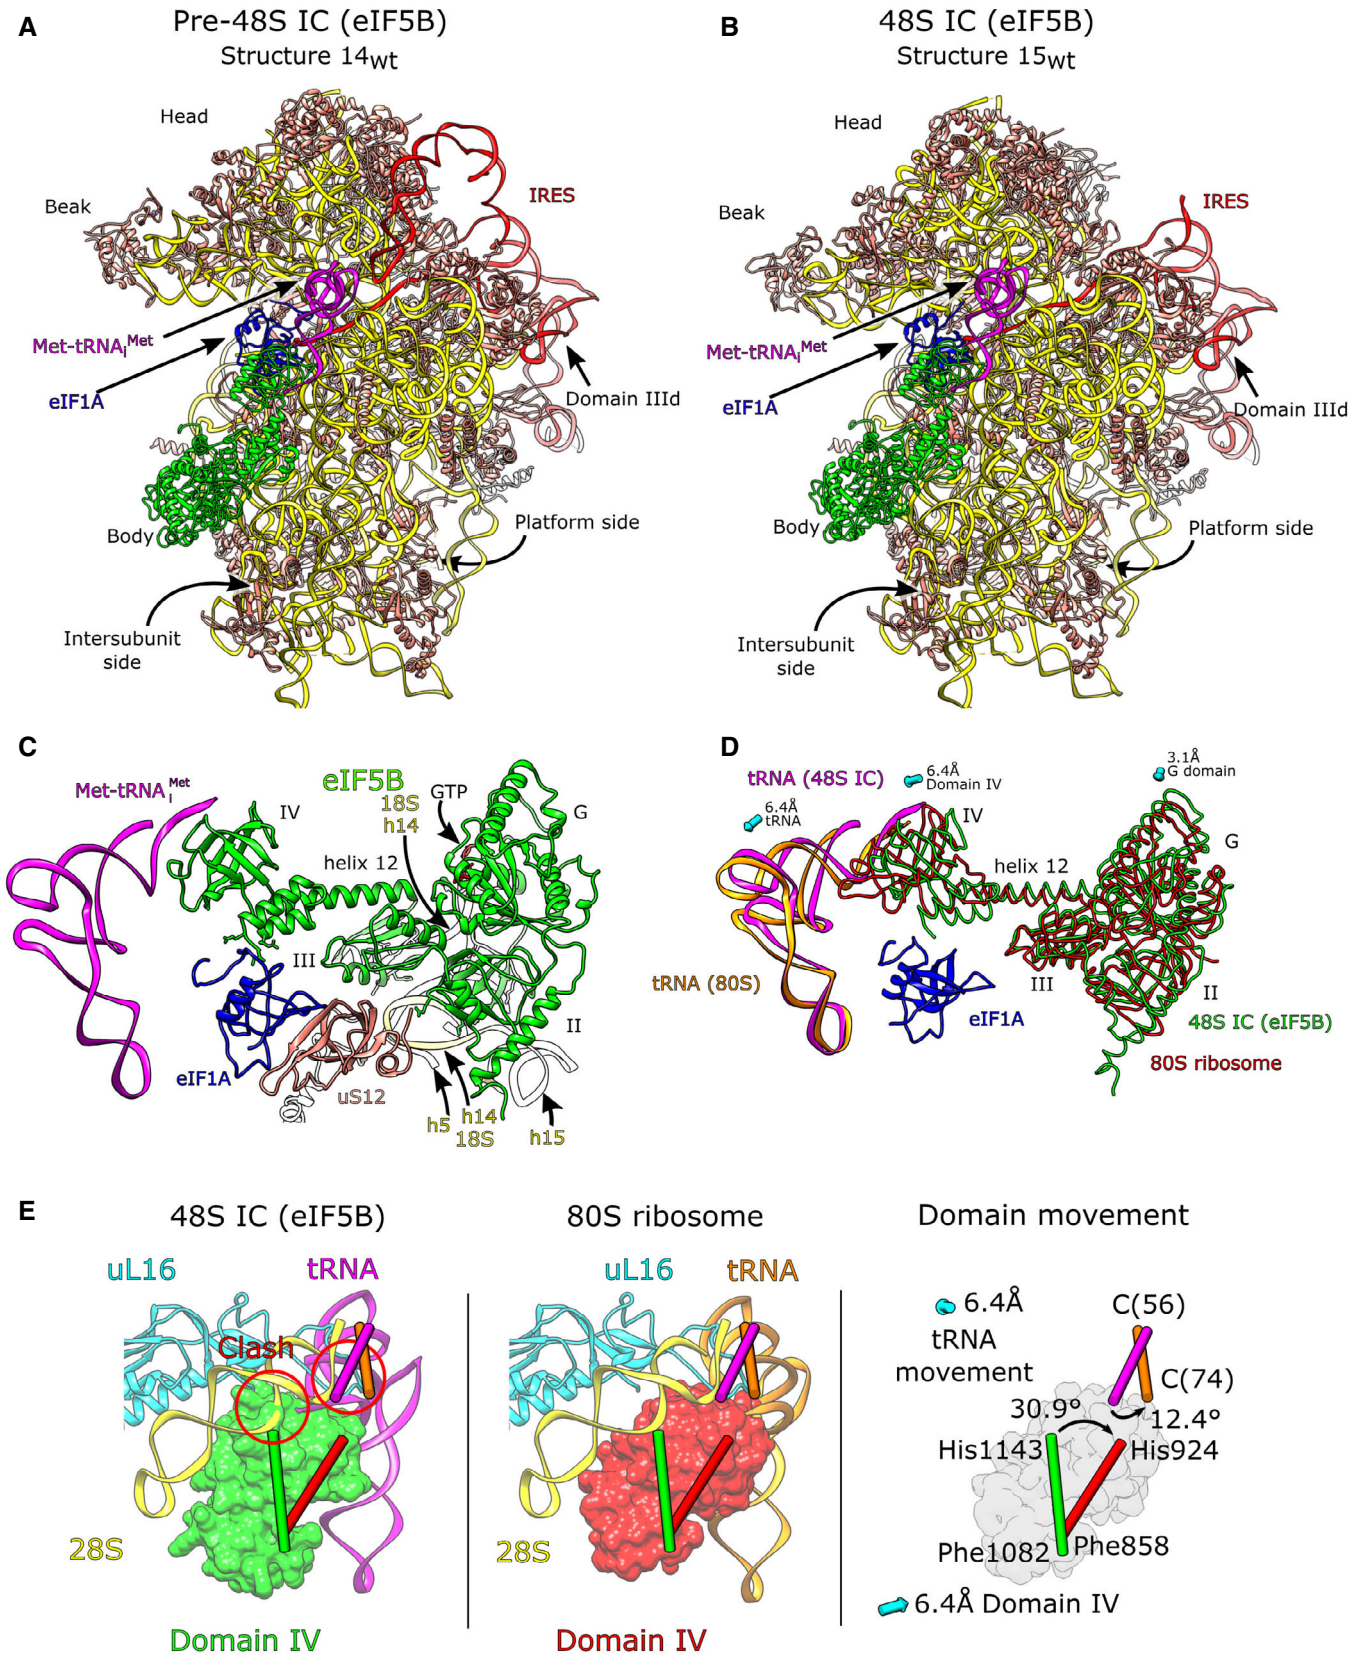 A
Pre-48S IC (eIF5B)
Structure 14wt
Head
Beak
IRES
Met-tRNAiMet
eIF1A
Domain IIId
Body
Platform side
Intersubunit
side
B
48S IC (eIF5B)
Structure 15wt
Head
Beak
IRES
Met-tRNAiMet
eIF1A
Domain IIId
Body
Platform side
Intersubunit
side
C
Met-tRNAiMet
eIF5B
18S
h14
GTP
IV
G
helix 12
III
II
eIF1A
uS12
h5
h14
18S
h15
D
tRNA (48S IC)
6.4Å
Domain IV
3.1Å
G domain
6.4Å
tRNA
IV
G
helix 12
tRNA (80S)
III
II
eIF1A
48S IC (eIF5B)
80S ribosome
E
48S IC (eIF5B)
uL16
tRNA
Clash
28S
Domain IV
80S ribosome
uL16
tRNA
28S
Domain IV
Domain movement
6.4Å
tRNA
movement
C(56)
C(74)
30.9°
12.4°
His1143
His924
Phe1082
Phe858
6.4Å Domain IV